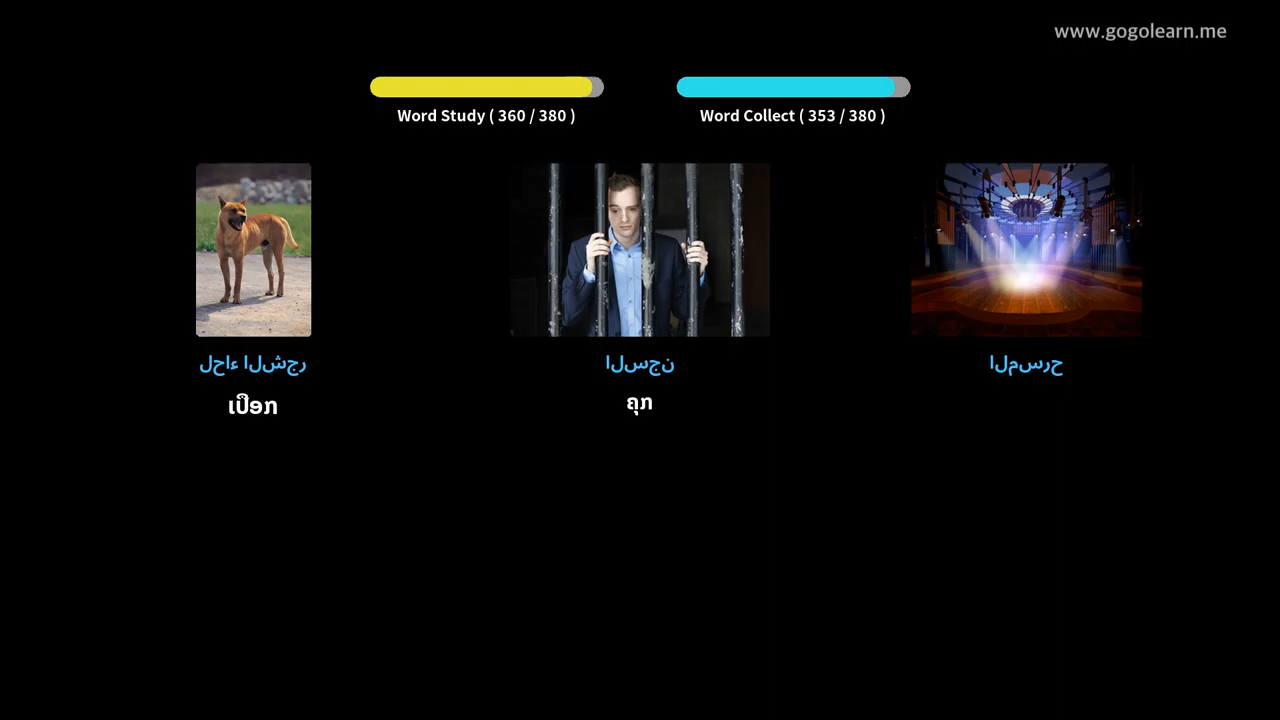 www.gogolearn.me
Word Study ( 360 / 380 )
Word Collect ( 353 / 380 )
لحاء الشجر
السجن
المسرح
ເປືອກ
ຄຸກ